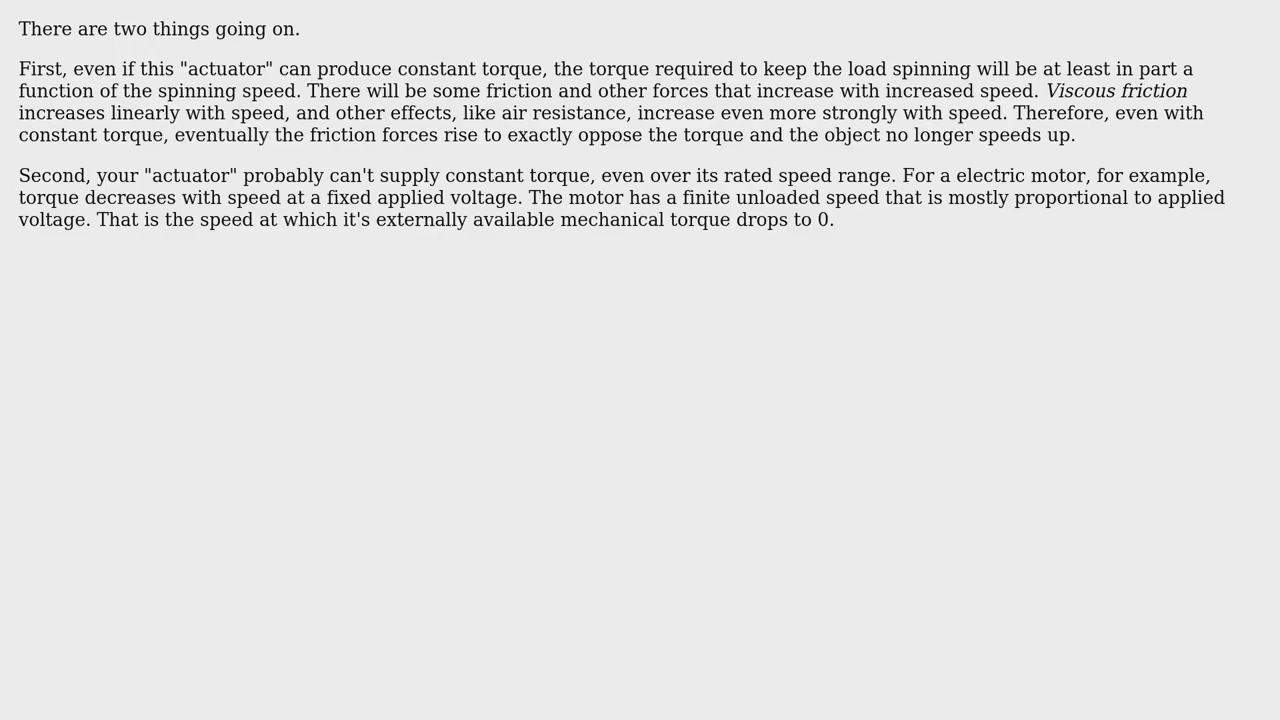 There are two things going on.
First, even if this "actuator" can produce constant torque, the torque required to keep the load spinning will be at least in part a
function of the spinning speed. There will be some friction and other forces that increase with increased speed. Viscous friction
increases linearly with speed, and other effects, like air resistance, increase even more strongly with speed. Therefore, even with
constant torque, eventually the friction forces rise to exactly oppose the torque and the object no longer speeds up.
Second, your "actuator" probably can't supply constant torque, even over its rated speed range. For a electric motor, for example,
torque decreases with speed at a fixed applied voltage. The motor has a finite unloaded speed that is mostly proportional to applied
voltage. That is the speed at which it's externally available mechanical torque drops to 0.